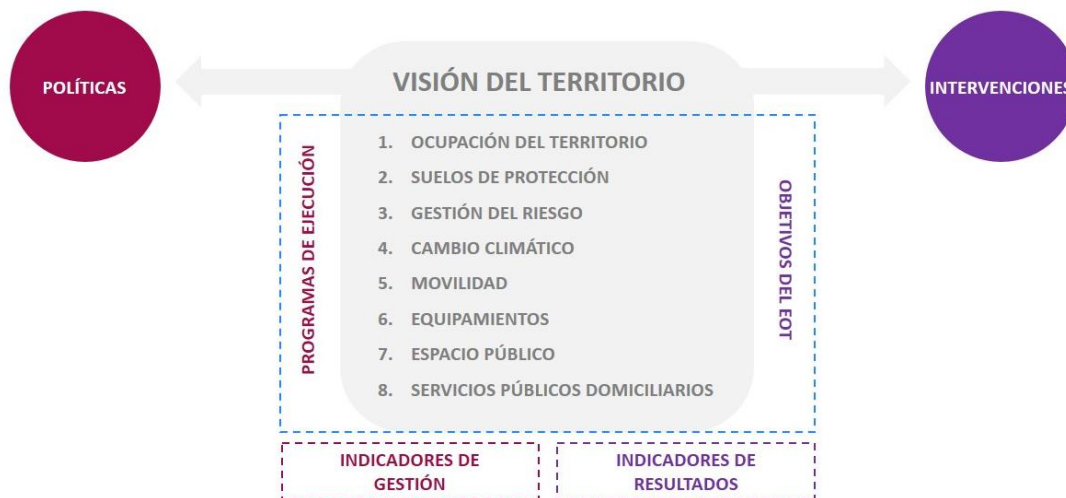 POLÍTICAS
VISIÓN DEL TERRITORIO
INTERVENCIONES
PROGRAMAS DE EJECUCIÓN
1. OCUPACIÓN DEL TERRITORIO
2. SUELOS DE PROTECCIÓN
3. GESTIÓN DEL RIESGO
4. CAMBIO CLIMÁTICO
5. MOVILIDAD
6. EQUIPAMIENTOS
7. ESPACIO PÚBLICO
8. SERVICIOS PÚBLICOS DOMICILIARIOS
OBJETIVOS DEL EOT
INDICADORES DE
GESTIÓN
INDICADORES DE
RESULTADOS